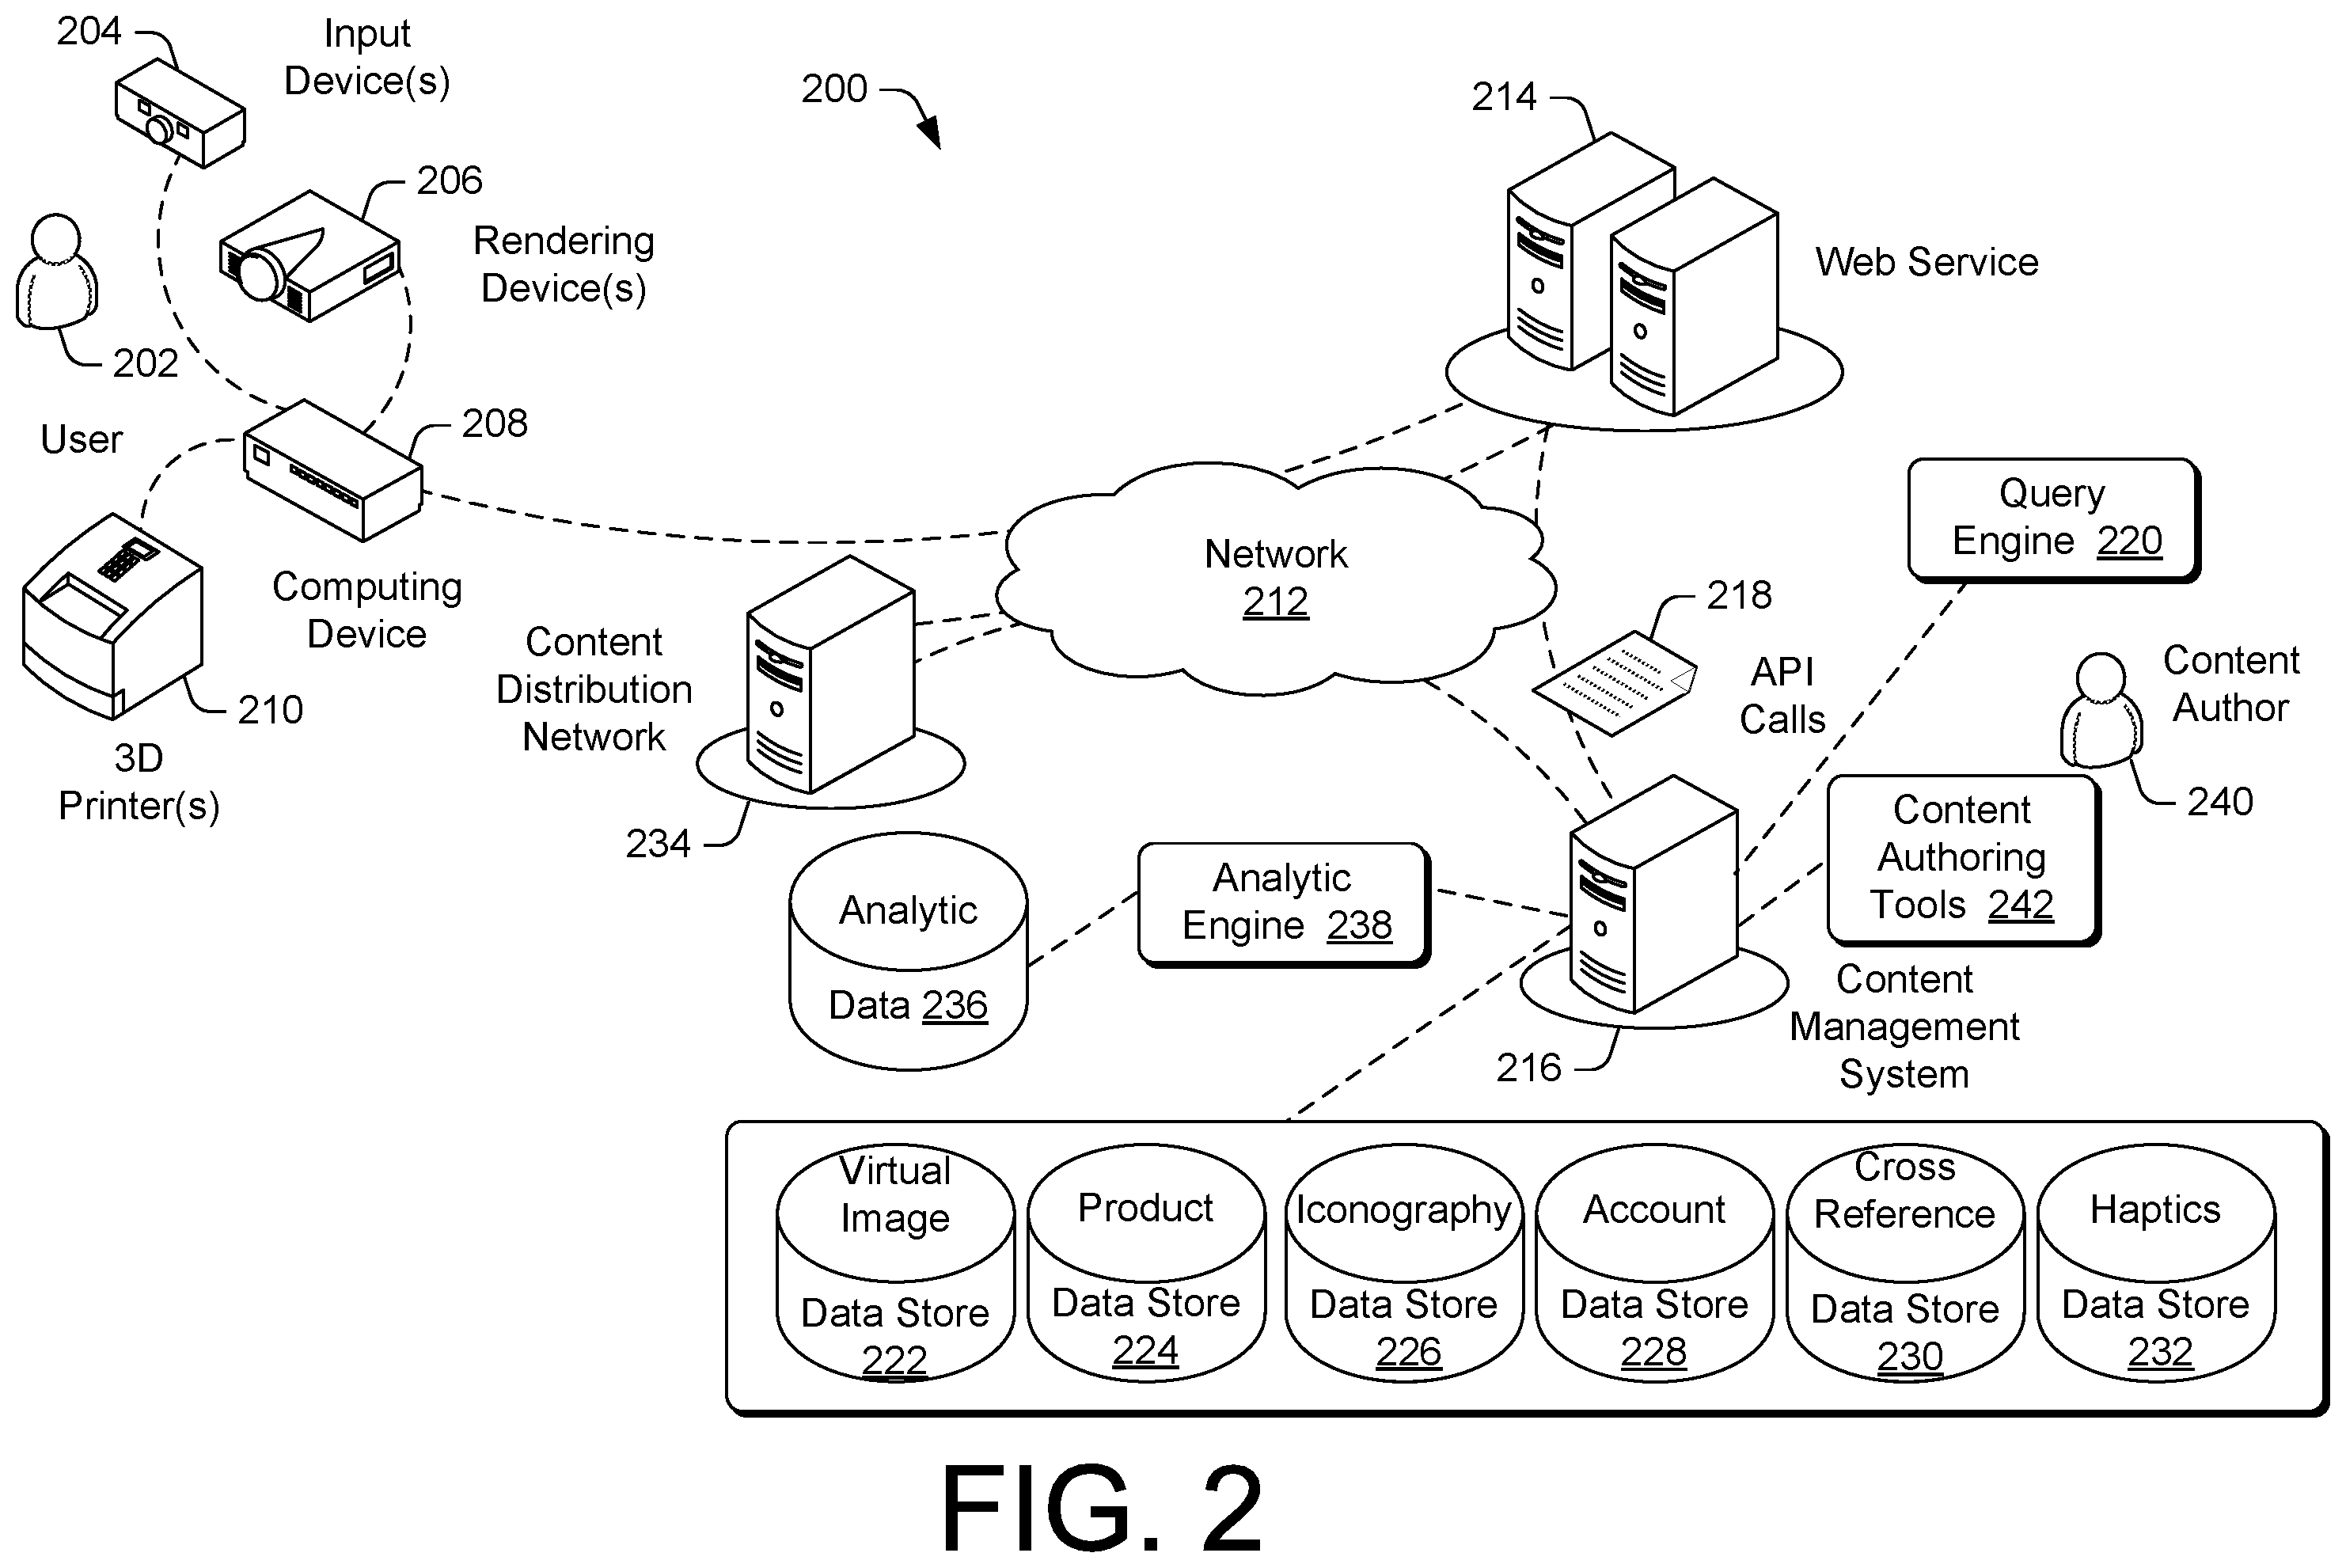 204
Input
Device(s)
200
214
206
Rendering
Device(s)
Web Service
202
User
208
Query
Engine 220
Network
212
Computing
Device
218
API
Calls
Content
Distribution
Network
Content
Author
210
3D
Printer(s)
234
240
Content
Authoring
Tools 242
Analytic
Data 236
Analytic
Engine 238
Content
Management
System
216
Virtual
Image
Data Store
222
Product
Data Store
224
Iconography
Data Store
226
Account
Data Store
228
Cross
Reference
Data Store
230
Haptics
Data Store
232
FIG. 2